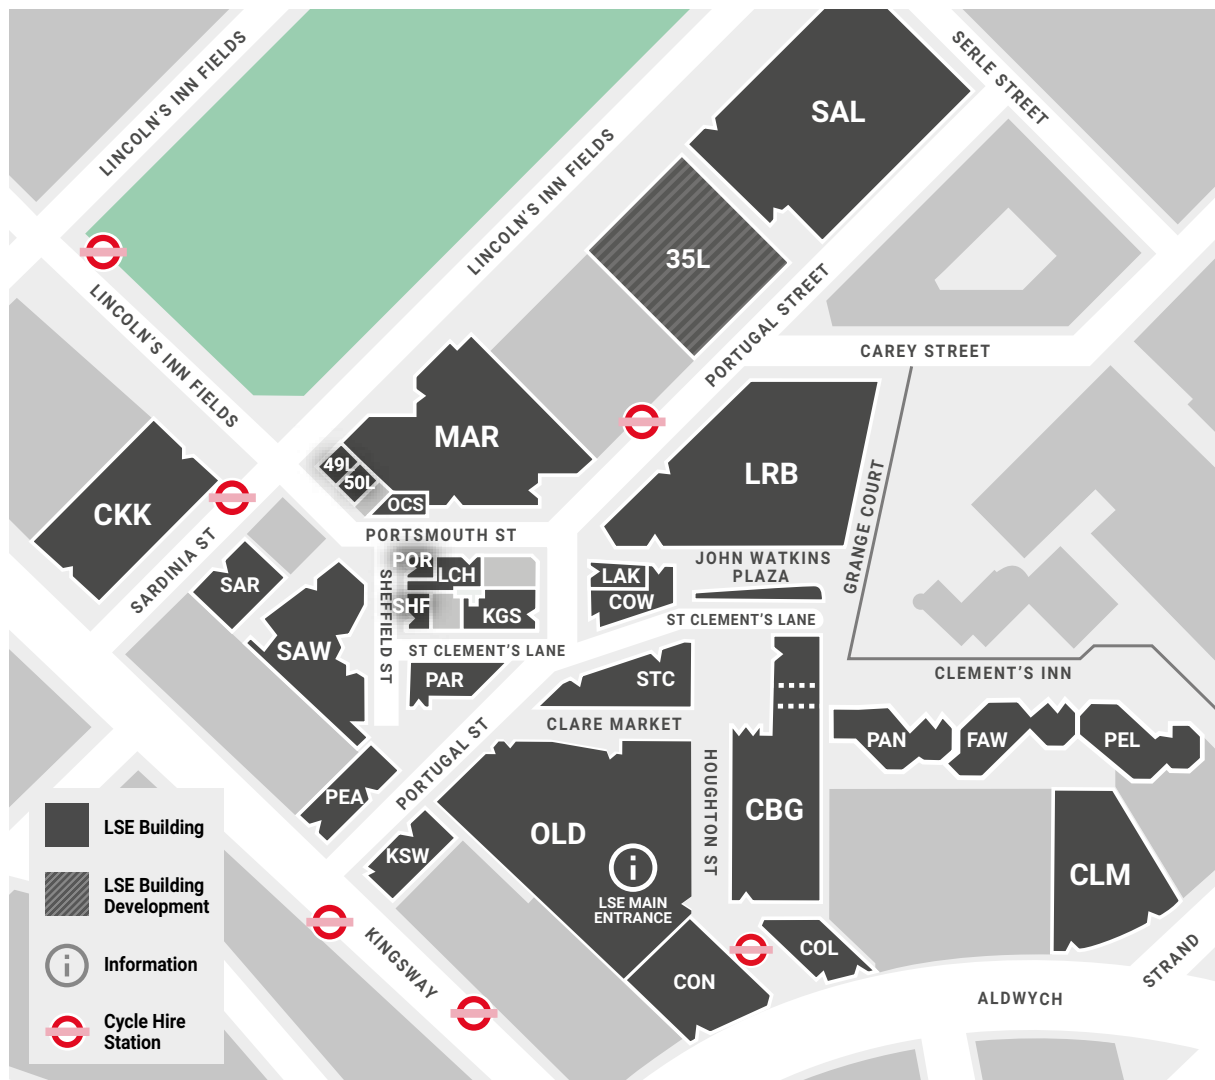 LINCOLN'S INN FIELDS
SERLE STREET
SAL
LINCOLN'S INN FIELDS
35L
PORTUGAL STREET
LINCOLN'S INN FIELDS
CAREY STREET
MAR
49L
50L
OCS
LRB
CKK
SARDINIA ST
GRANGE COURT
PORTSMOUTH ST
JOHN WATKINS
PLAZA
POR
LCH
SAR
SHEFFIELD ST
SHF
KGS
LAK
COW
ST CLEMENT'S LANE
SAW
ST CLEMENT'S LANE
PAR
STC
CLEMENT'S INN
CLARE MARKET
PAN
FAW
PEL
PORTUGAL ST
HOUGHTON ST
PEA
CBG
OLD
KSW
CLM
LSE MAIN
ENTRANCE
KINGSWAY
COL
CON
STRAND
ALDWYCH
LSE Building
LSE Building
Development
Information
Cycle Hire
Station